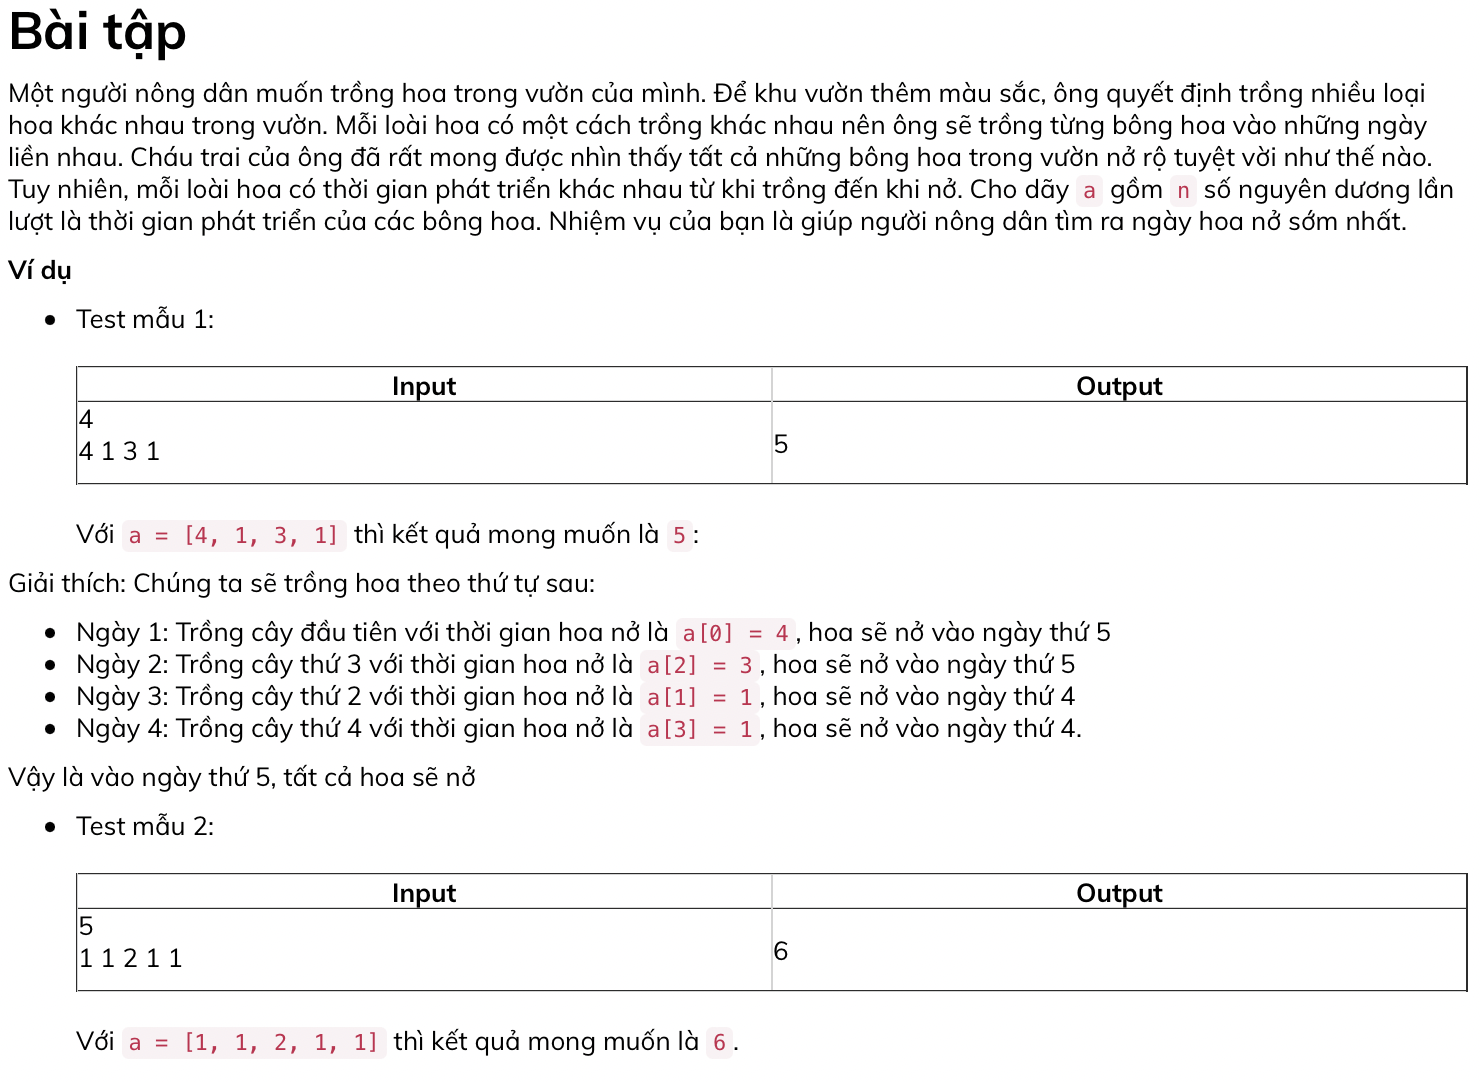 Bài tập
Một người nông dân muốn trồng hoa trong vườn của mình. Để khu vườn thêm màu sắc, ông quyết định trồng nhiều loại
hoa khác nhau trong vườn. Mỗi loài hoa có một cách trồng khác nhau nên ông sẽ trồng từng bông hoa vào những ngày
liền nhau. Cháu trai của ông đã rất mong được nhìn thấy tất cả những bông hoa trong vườn nở rộ tuyệt vời như thế nào.
Tuy nhiên, mỗi loài hoa có thời gian phát triển khác nhau từ khi trồng đến khi nở. Cho dãy a gồm n số nguyên dương lần
lượt là thời gian phát triển của các bông hoa. Nhiệm vụ của bạn là giúp người nông dân tìm ra ngày hoa nở sớm nhất.
Ví dụ
• Test mẫu 1:
Input Output
4
4 1 3 1
5
Với a = [4, 1, 3, 1] thì kết quả mong muốn là 5:
Giải thích: Chúng ta sẽ trồng hoa theo thứ tự sau:
• Ngày 1: Trồng cây đầu tiên với thời gian hoa nở là a[0] = 4, hoa sẽ nở vào ngày thứ 5
• Ngày 2: Trồng cây thứ 3 với thời gian hoa nở là a[2] = 3, hoa sẽ nở vào ngày thứ 5
• Ngày 3: Trồng cây thứ 2 với thời gian hoa nở là a[1] = 1, hoa sẽ nở vào ngày thứ 4
• Ngày 4: Trồng cây thứ 4 với thời gian hoa nở là a[3] = 1, hoa sẽ nở vào ngày thứ 4.
Vậy là vào ngày thứ 5, tất cả hoa sẽ nở
• Test mẫu 2:
Input Output
5
1 1 2 1 1
6
Với a = [1, 1, 2, 1, 1] thì kết quả mong muốn là 6.